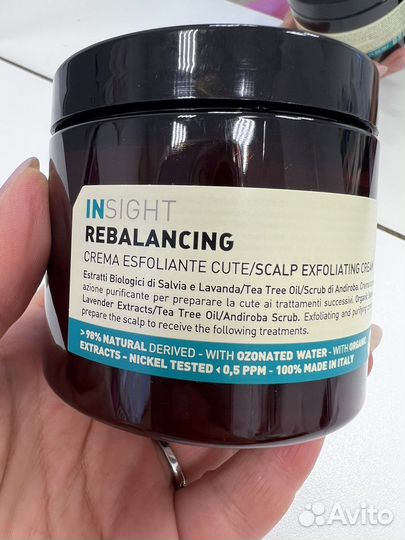 INSIGHT
REBALANCING
CREMA ESFOLIANTE CUTE/SCALP EXFOLIATING CREAM
Estratti Biologici di Salvia e Lavanda/Tea Tree Oil/Scrub di Andiroba. Crema
azione purificante per preparare la cute ai trattamenti successivi. Organic
Lavender Extracts/Tea Tree Oil/Andiroba Scrub. Exfoliating and purifying
prepare the scalp to receive the following treatments.
> 98% NATURAL DERIVED - WITH OZONATED WATER - WITH ORGANIC
EXTRACTS - NICKEL TESTED < 0,5 PPM - 100% MADE IN ITALY
Avito